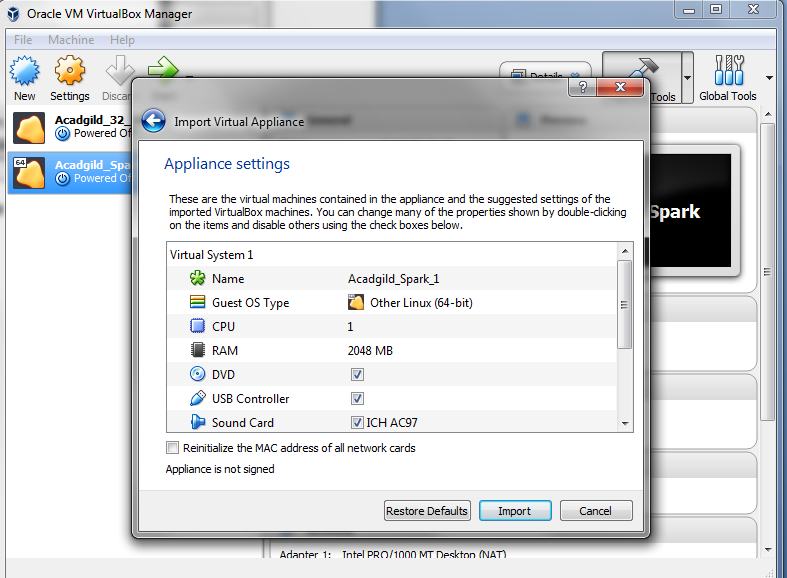 Oracle VM VirtualBox Manager
File Machine Help
New Settings Discar Details Tools Global Tools
Acadgild_32_
Powered Of
64 Acadgild_Spa
Powered Of
Spark
Import Virtual Appliance
Appliance settings
These are the virtual machines contained in the appliance and the suggested settings of the
imported VirtualBox machines. You can change many of the properties shown by double-clicking
on the items and disable others using the check boxes below.
Virtual System 1
Name Acadgild_Spark_1
Guest OS Type Other Linux (64-bit)
CPU 1
RAM 2048 MB
DVD
USB Controller
Sound Card ICH AC97
Reinitialize the MAC address of all network cards
Appliance is not signed
Restore Defaults Import Cancel
Adapter 1: Intel PRO/1000 MT Desktop (NAT)